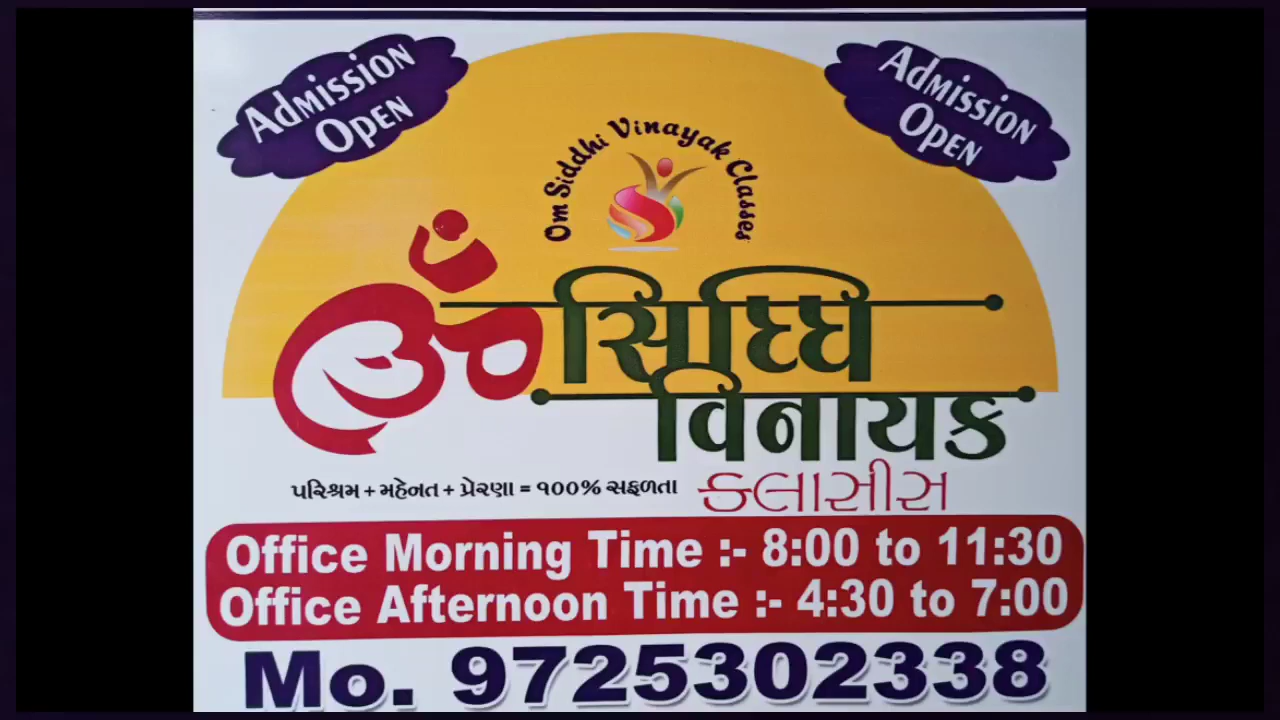 Admission
Open
Admission
Open
Om Siddhi Vinayak Classes
ૐ સિધ્ધિ
વિનાયક
ક્લાસીસ
પરિશ્રમ + મહેનત + પ્રેરણા = ૧૦૦% સફળતા
Office Morning Time :- 8:00 to 11:30
Office Afternoon Time :- 4:30 to 7:00
Mo. 9725302338